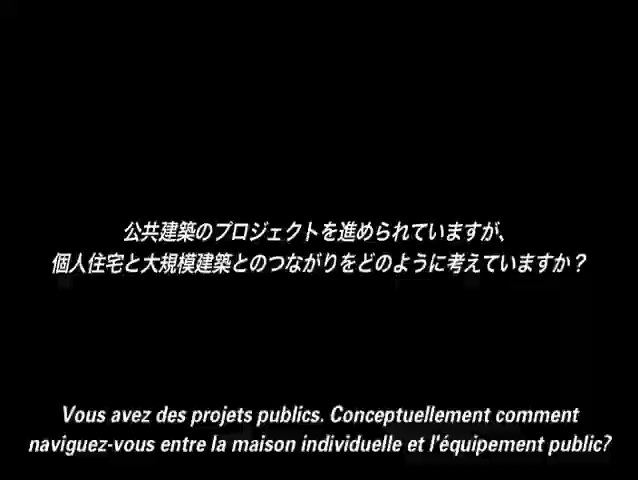 公共建築のプロジェクトを進められていますが、
個人住宅と大規模建築とのつながりをどのように考えていますか？
Vous avez des projets publics. Conceptuellement comment
naviguez-vous entre la maison individuelle et l'équipement public?